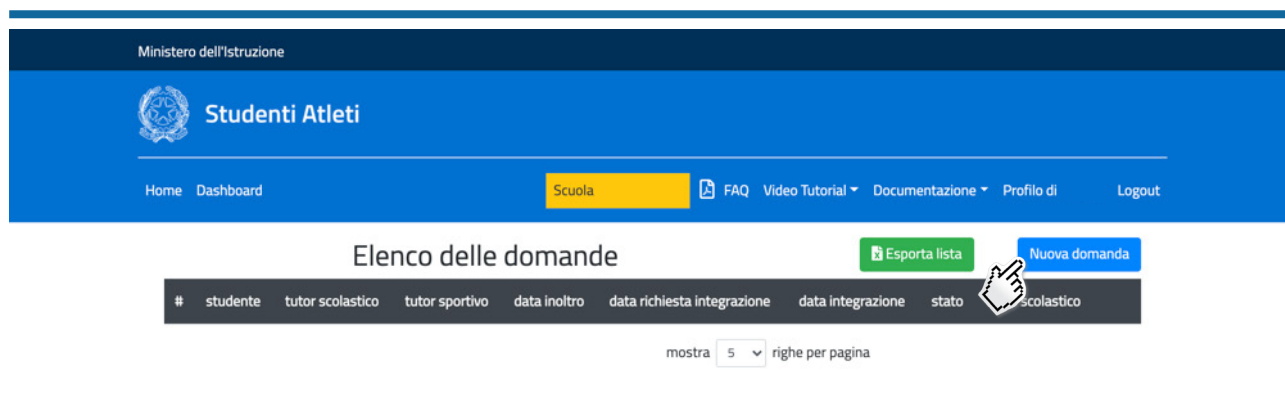 Ministero dell'Istruzione
Studenti Atleti
Home Dashboard Scuola FAQ Video Tutorial Documentazione Profilo di Logout
Elenco delle domande Esporta lista Nuova domanda
# studente tutor scolastico tutor sportivo data inoltro data richiesta integrazione data integrazione stato scolastico
mostra 5 righe per pagina